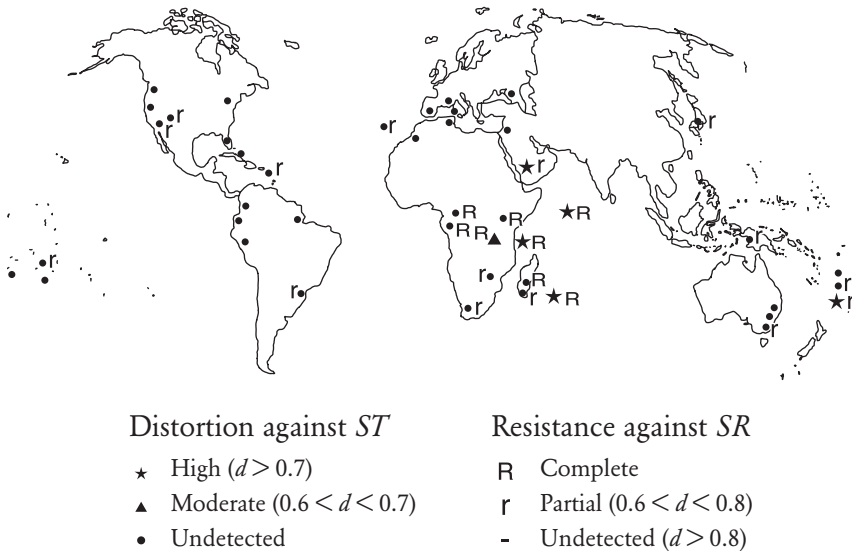 r
r
r
r
r
r
r
R
R R
R
R R
r
R
r
r
R
r
r
r R
r
r
r
Distortion against ST
★ High (d > 0.7)
▲ Moderate (0.6 < d < 0.7)
● Undetected
Resistance against SR
R Complete
r Partial (0.6 < d < 0.8)
- Undetected (d > 0.8)